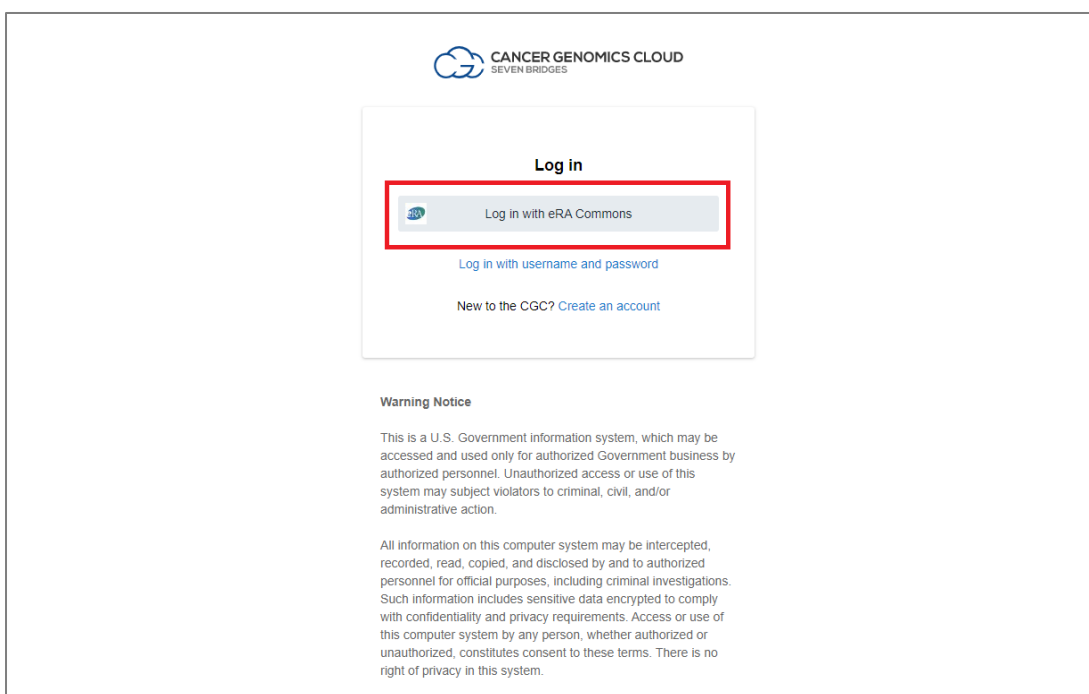 CANCER GENOMICS CLOUD
SEVEN BRIDGES
Log in
eRA
Log in with eRA Commons
Log in with username and password
New to the CGC? Create an account
Warning Notice
This is a U.S. Government information system, which may be
accessed and used only for authorized Government business by
authorized personnel. Unauthorized access or use of this
system may subject violators to criminal, civil, and/or
administrative action.
All information on this computer system may be intercepted,
recorded, read, copied, and disclosed by and to authorized
personnel for official purposes, including criminal investigations.
Such information includes sensitive data encrypted to comply
with confidentiality and privacy requirements. Access or use of
this computer system by any person, whether authorized or
unauthorized, constitutes consent to these terms. There is no
right of privacy in this system.